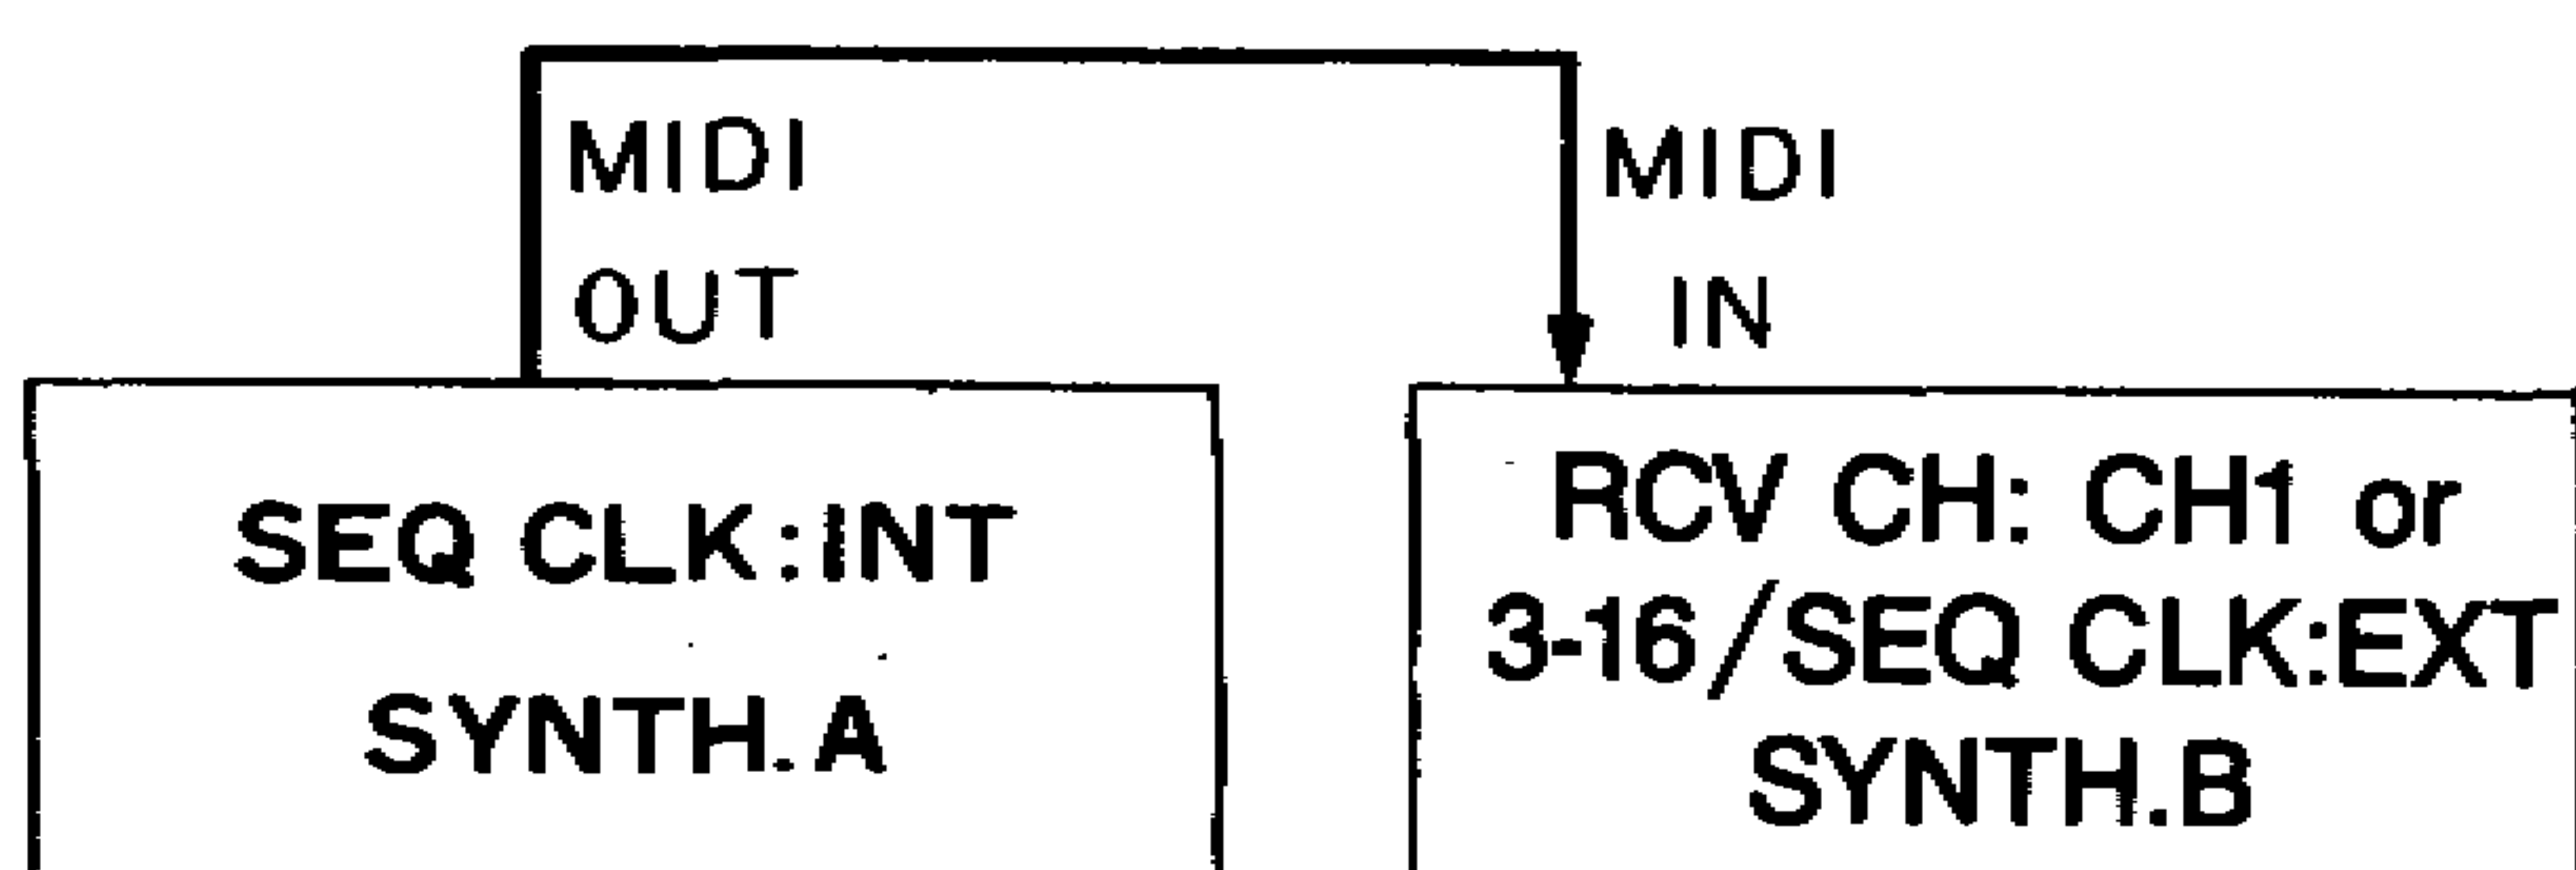 MIDI
OUT
MIDI
IN
SEQ CLK:INT
SYNTH.A
RCV CH: CH1 or
3-16/SEQ CLK:EXT
SYNTH.B